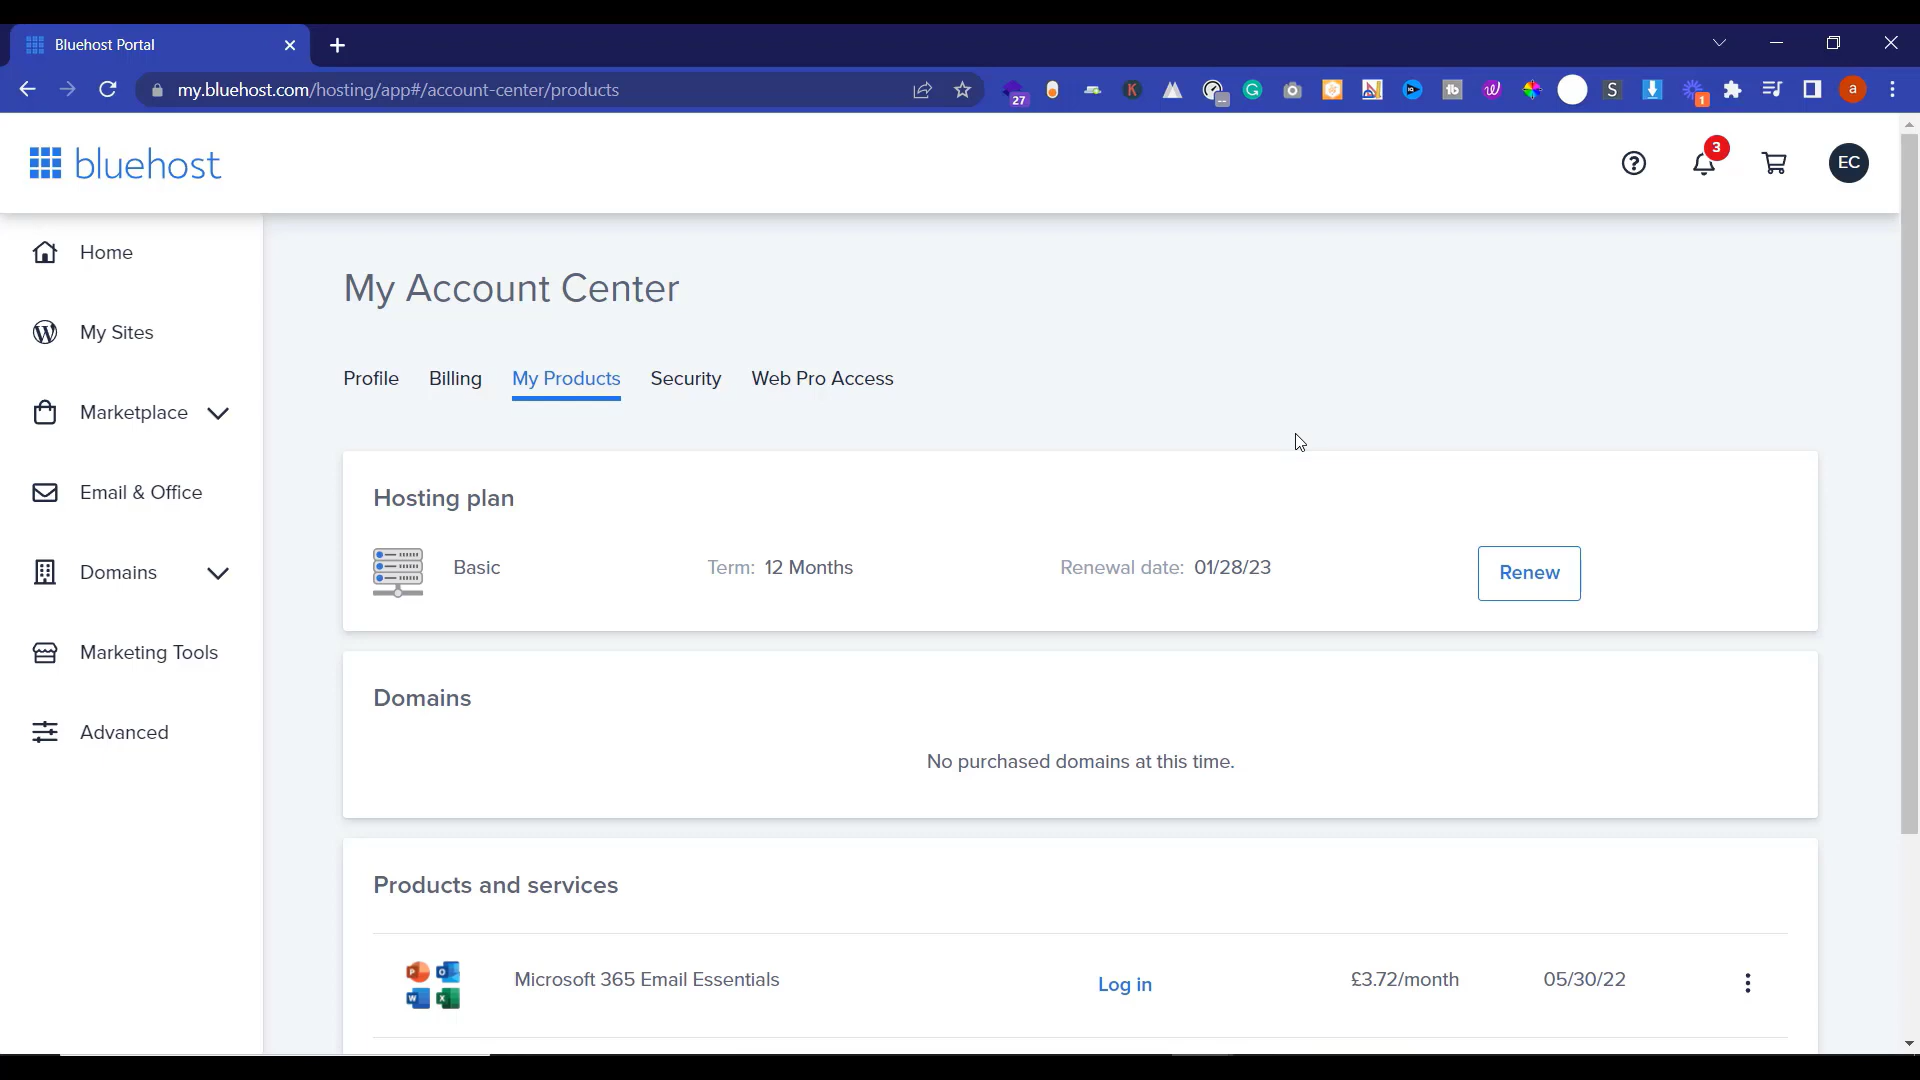 Bluehost Portal
my.bluehost.com/hosting/app#/account-center/products
27
K
G
tb
S
1
a
bluehost
3
EC
Home
My Sites
Marketplace
Email & Office
Domains
Marketing Tools
Advanced
My Account Center
Profile Billing My Products Security Web Pro Access
Hosting plan
Basic Term: 12 Months Renewal date: 01/28/23 Renew
Domains
No purchased domains at this time.
Products and services
Microsoft 365 Email Essentials Log in £3.72/month 05/30/22